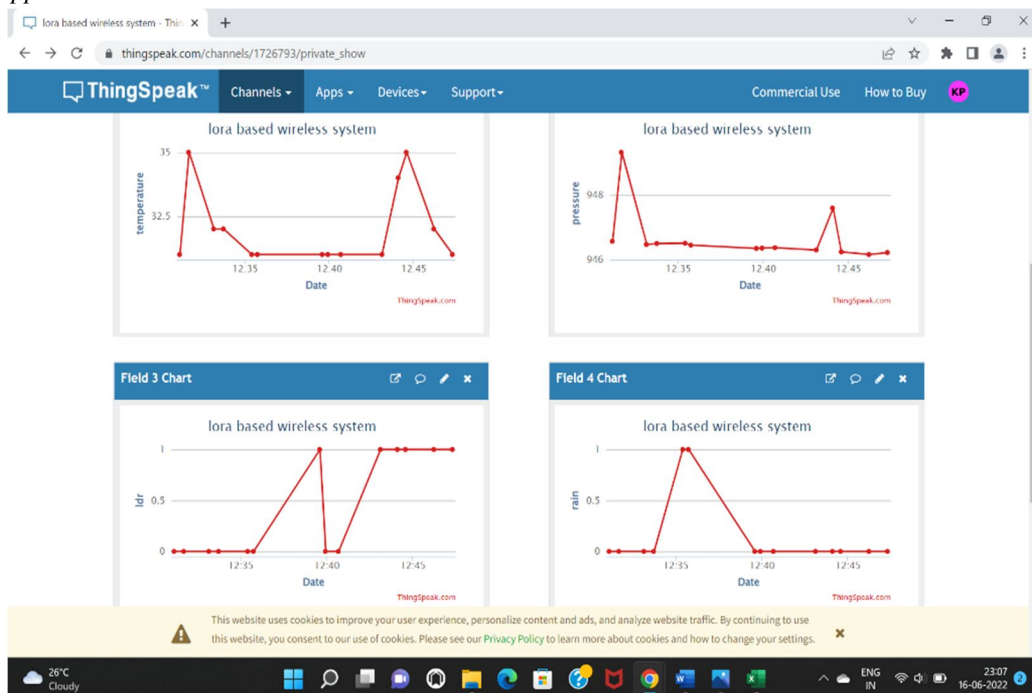 lora based wireless system - Thin
thingspeak.com/channels/1726793/private_show
ThingSpeak™ Channels Apps Devices Support Commercial Use How to Buy KP
lora based wireless system
35
32.5
temperature
12:35 12:40 12:45
Date
ThingSpeak.com
lora based wireless system
948
946
pressure
12:35 12:40 12:45
Date
ThingSpeak.com
Field 3 Chart
lora based wireless system
1
0.5
0
ldr
12:35 12:40 12:45
Date
ThingSpeak.com
Field 4 Chart
lora based wireless system
1
0.5
0
rain
12:35 12:40 12:45
Date
ThingSpeak.com
This website uses cookies to improve your user experience, personalize content and ads, and analyze website traffic. By continuing to use
this website, you consent to our use of cookies. Please see our Privacy Policy to learn more about cookies and how to change your settings.
26°C
Cloudy
ENG
IN
23:07
16-06-2022
2